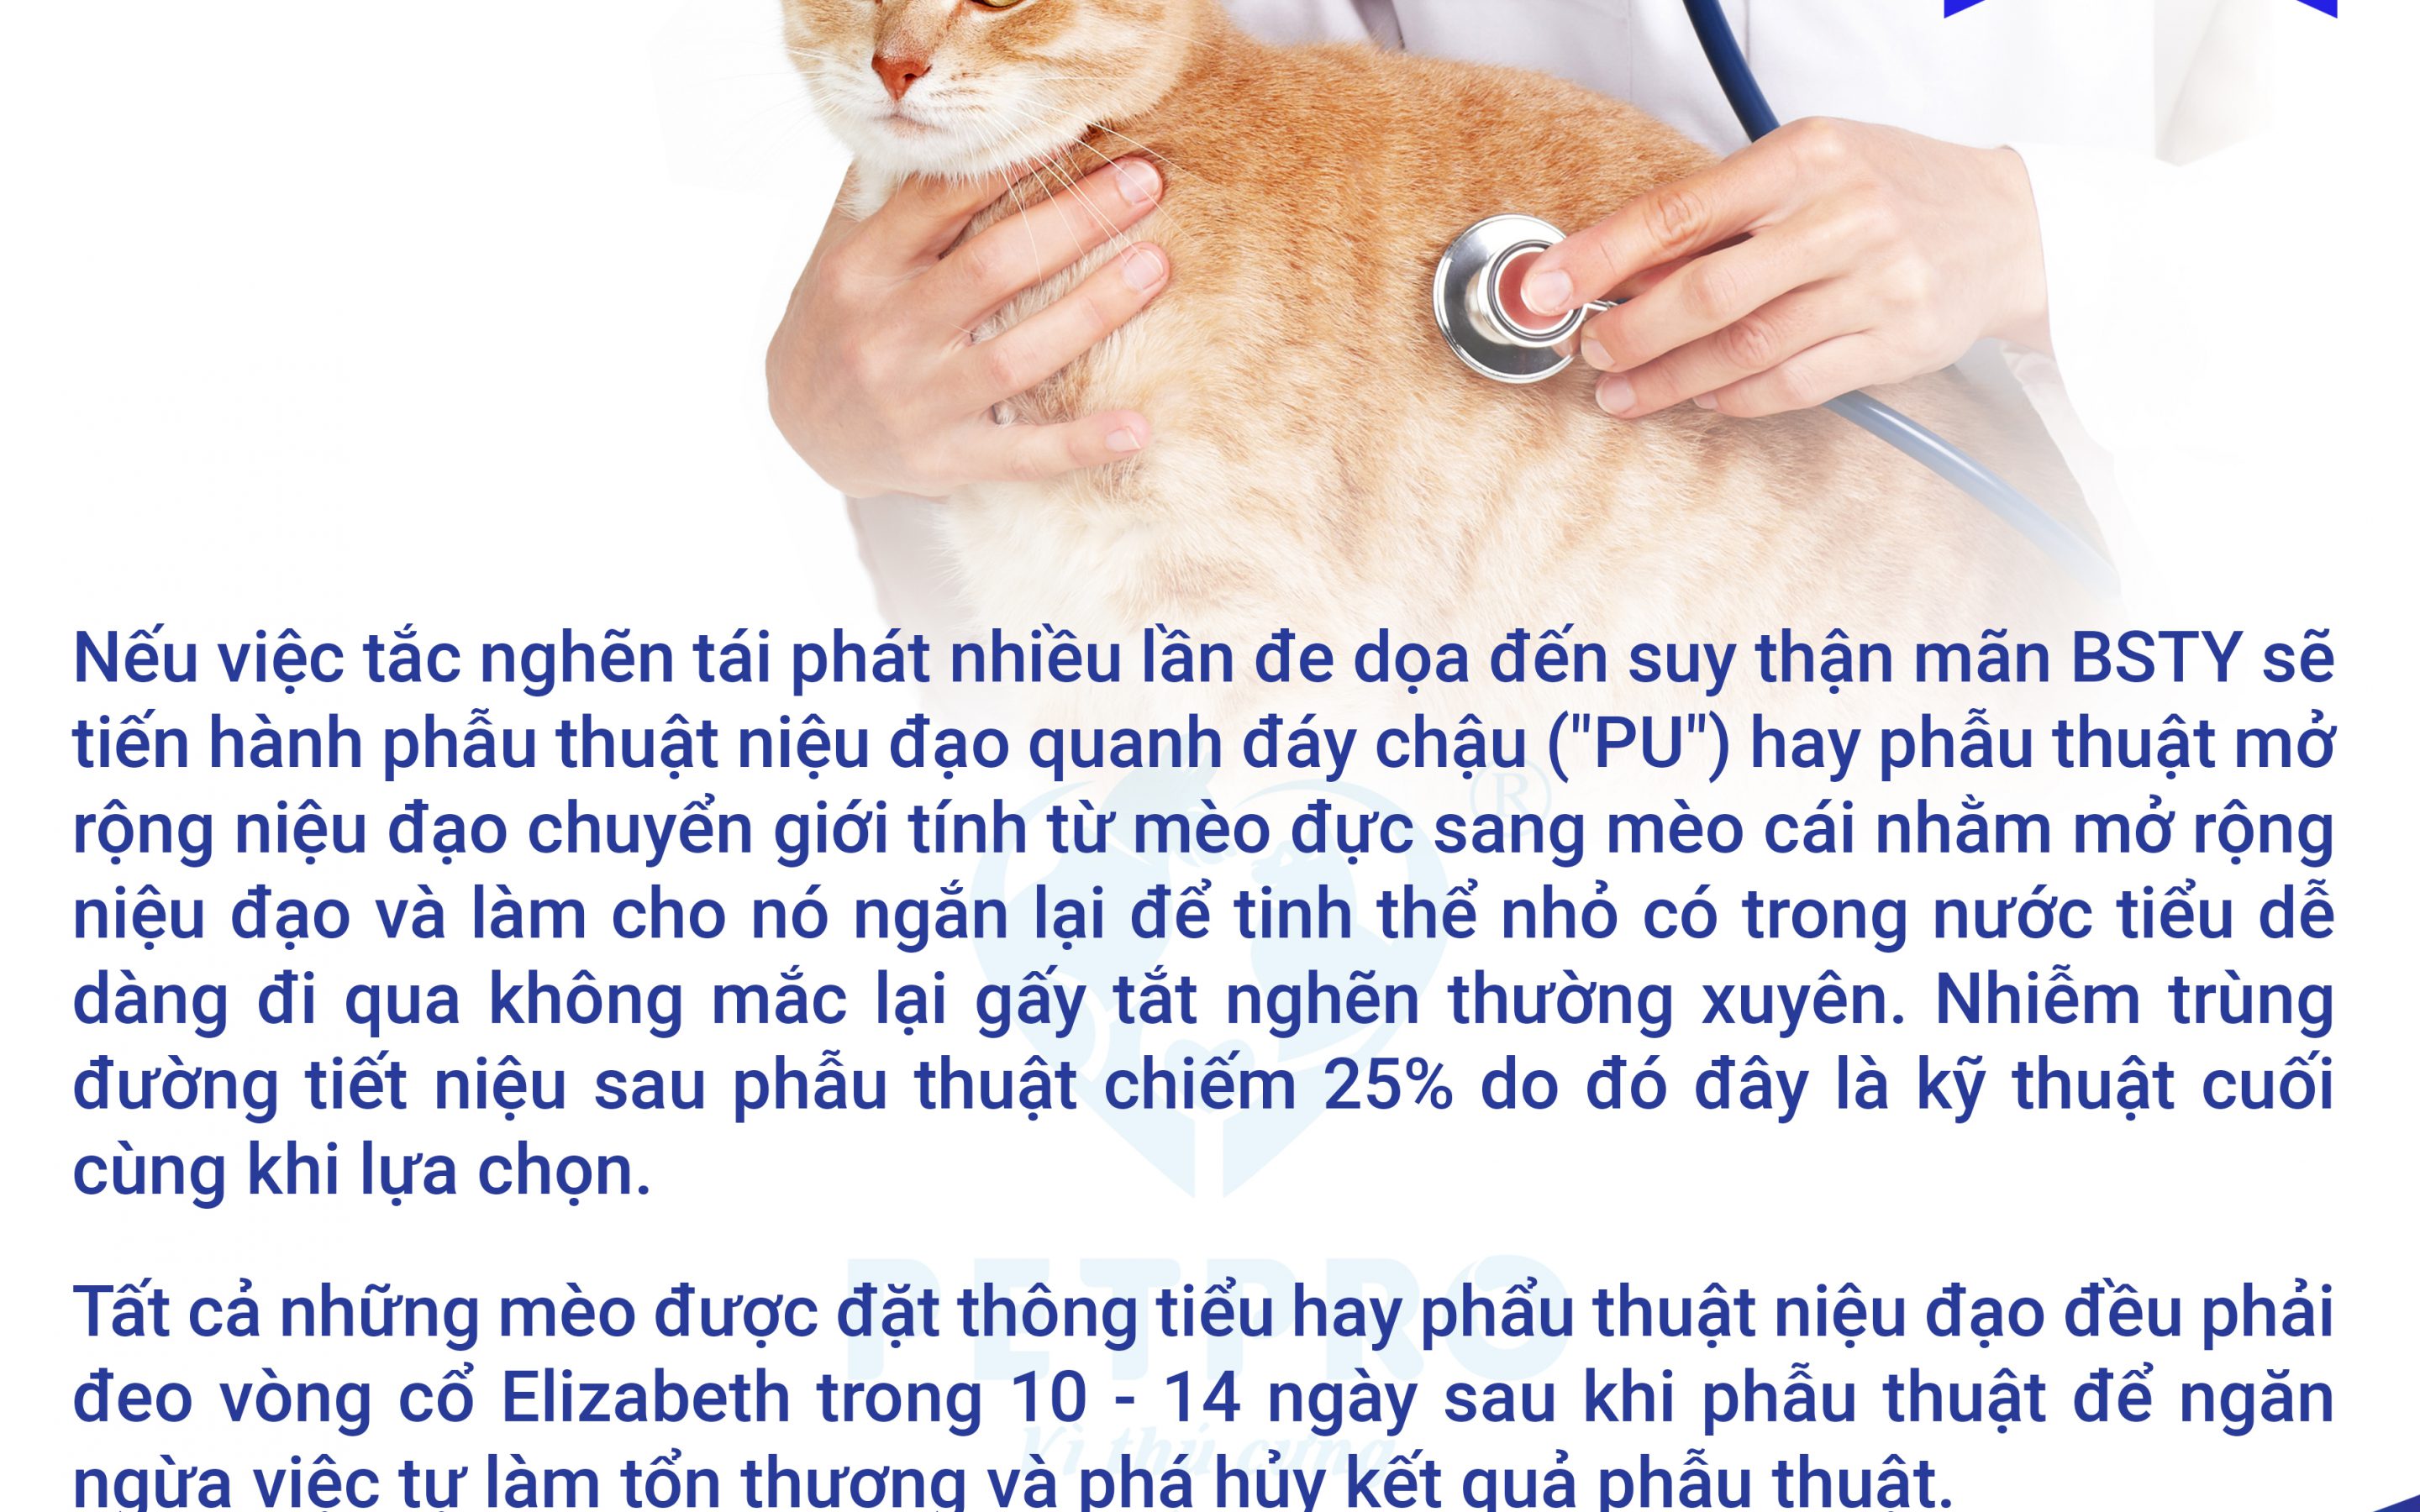 Nếu việc tắc nghẽn tái phát nhiều lần đe dọa đến suy thận mãn BSTY sẽ
tiến hành phẫu thuật niệu đạo quanh đáy chậu ("PU") hay phẫu thuật mở
rộng niệu đạo chuyển giới tính từ mèo đực sang mèo cái nhằm mở rộng
niệu đạo và làm cho nó ngắn lại để tinh thể nhỏ có trong nước tiểu dễ
dàng đi qua không mắc lại gấy tắt nghẽn thường xuyên. Nhiễm trùng
đường tiết niệu sau phẫu thuật chiếm 25% do đó đây là kỹ thuật cuối
cùng khi lựa chọn.
Tất cả những mèo được đặt thông tiểu hay phẩu thuật niệu đạo đều phải
đeo vòng cổ Elizabeth trong 10 - 14 ngày sau khi phẫu thuật để ngăn
ngừa việc tự làm tổn thương và phá hủy kết quả phẫu thuật.
®
PETPRO
Vì thú cưng